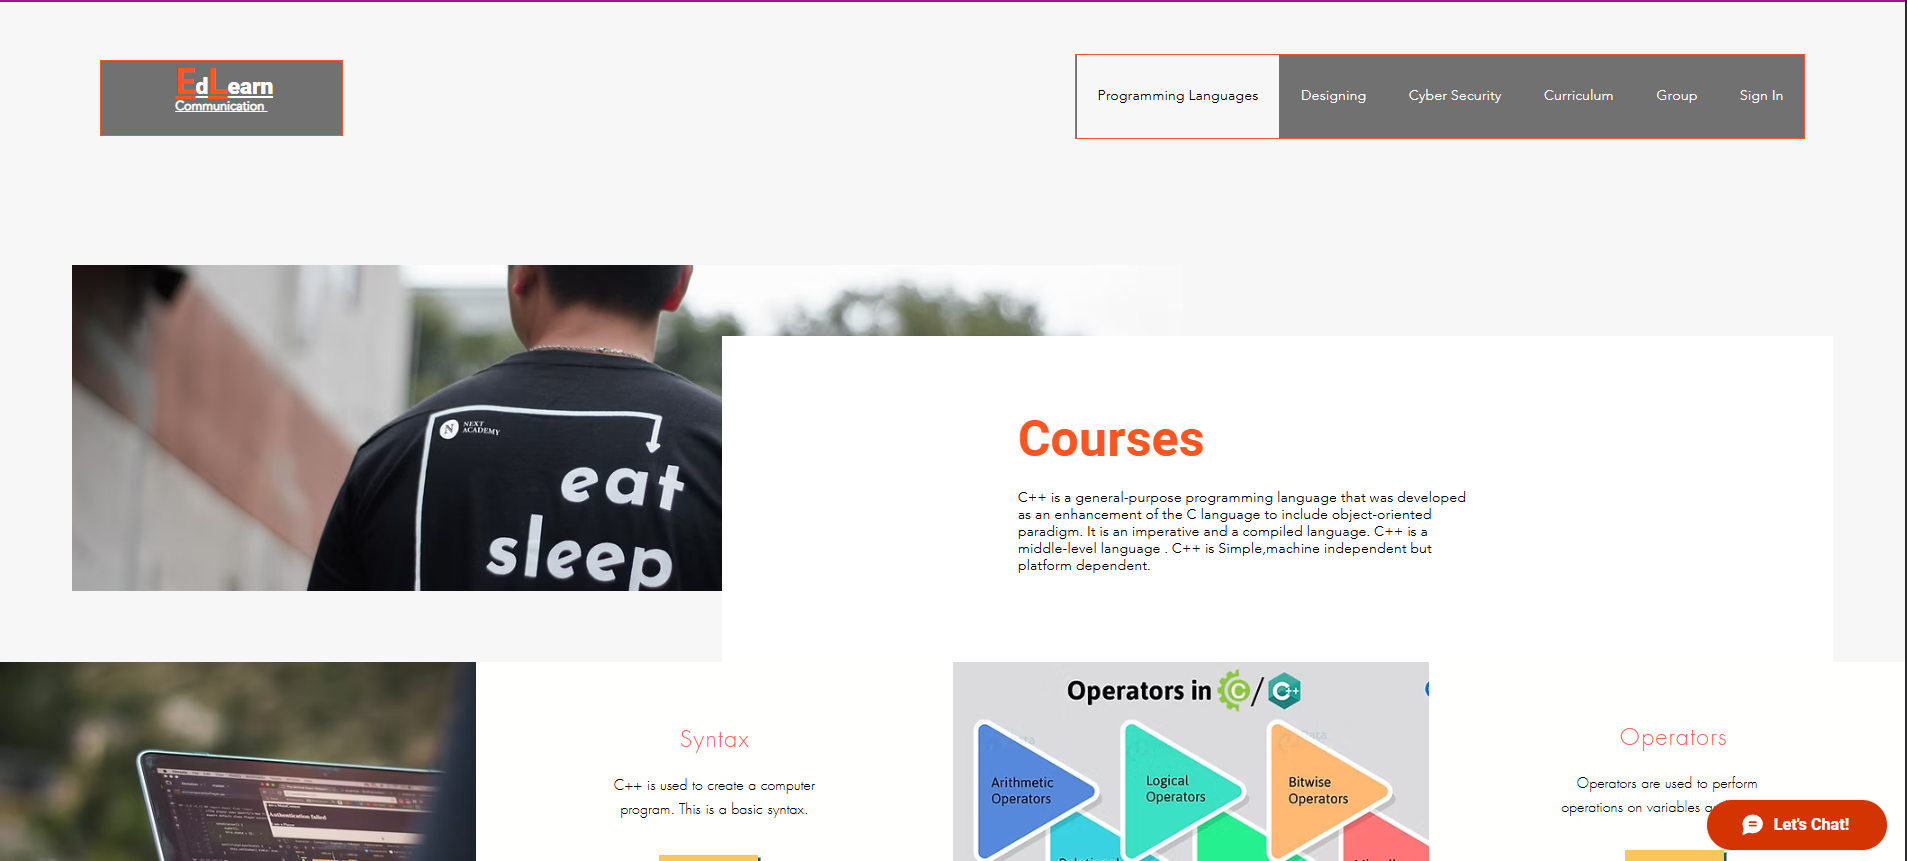 EdLearn
Communication
Programming Languages
Designing
Cyber Security
Curriculum
Group
Sign In
NEXT
ACADEMY
eat
sleep
Courses
C++ is a general-purpose programming language that was developed
as an enhancement of the C language to include object-oriented
paradigm. It is an imperative and a compiled language. C++ is a
middle-level language . C++ is Simple,machine independent but
platform dependent.
Authentication failed
Syntax
C++ is used to create a computer
program. This is a basic syntax.
Operators in C/C++
Arithmetic
Operators
Logical
Operators
Bitwise
Operators
Operators
Operators are used to perform
operations on variables
Let's Chat!